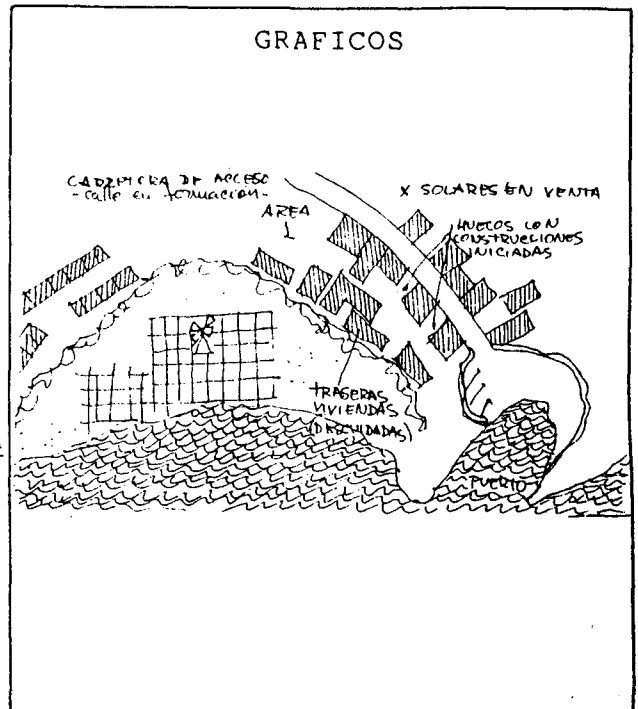 GRAFICOS
CARRETERA DE ACCESO
- calle en formación -
AREA
1
X SOLARES EN VENTA
HUECOS CON
CONSTRUCCIONES
INICIADAS
TRASERAS
VIVIENDAS
(DESCUIDADAS)
PUERTO